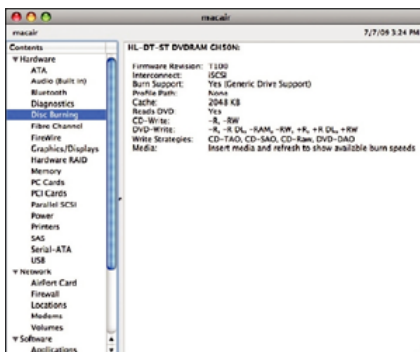 macair
macair
7/7/09 3:24 PM
Contents
Hardware
ATA
Audio (Built In)
Bluetooth
Diagnostics
Disc Burning
Fibre Channel
FireWire
Graphics/Displays
Hardware RAID
Memory
PC Cards
PCI Cards
Parallel SCSI
Power
Printers
SAS
Serial-ATA
USB
Network
AirPort Card
Firewall
Locations
Modems
Volumes
Software
Applications
HL-DT-ST DVDRAM GH50N:
Firmware Revision: T100
Interconnect: iSCSI
Burn Support: Yes (Generic Drive Support)
Profile Path: None
Cache: 2048 KB
Reads DVD: Yes
CD-Write: -R, -RW
DVD-Write: -R, -R DL, -RAM, -RW, +R, +R DL, +RW
Write Strategies: CD-TAO, CD-SAO, CD-Raw, DVD-DAO
Media: Insert media and refresh to show available burn speeds